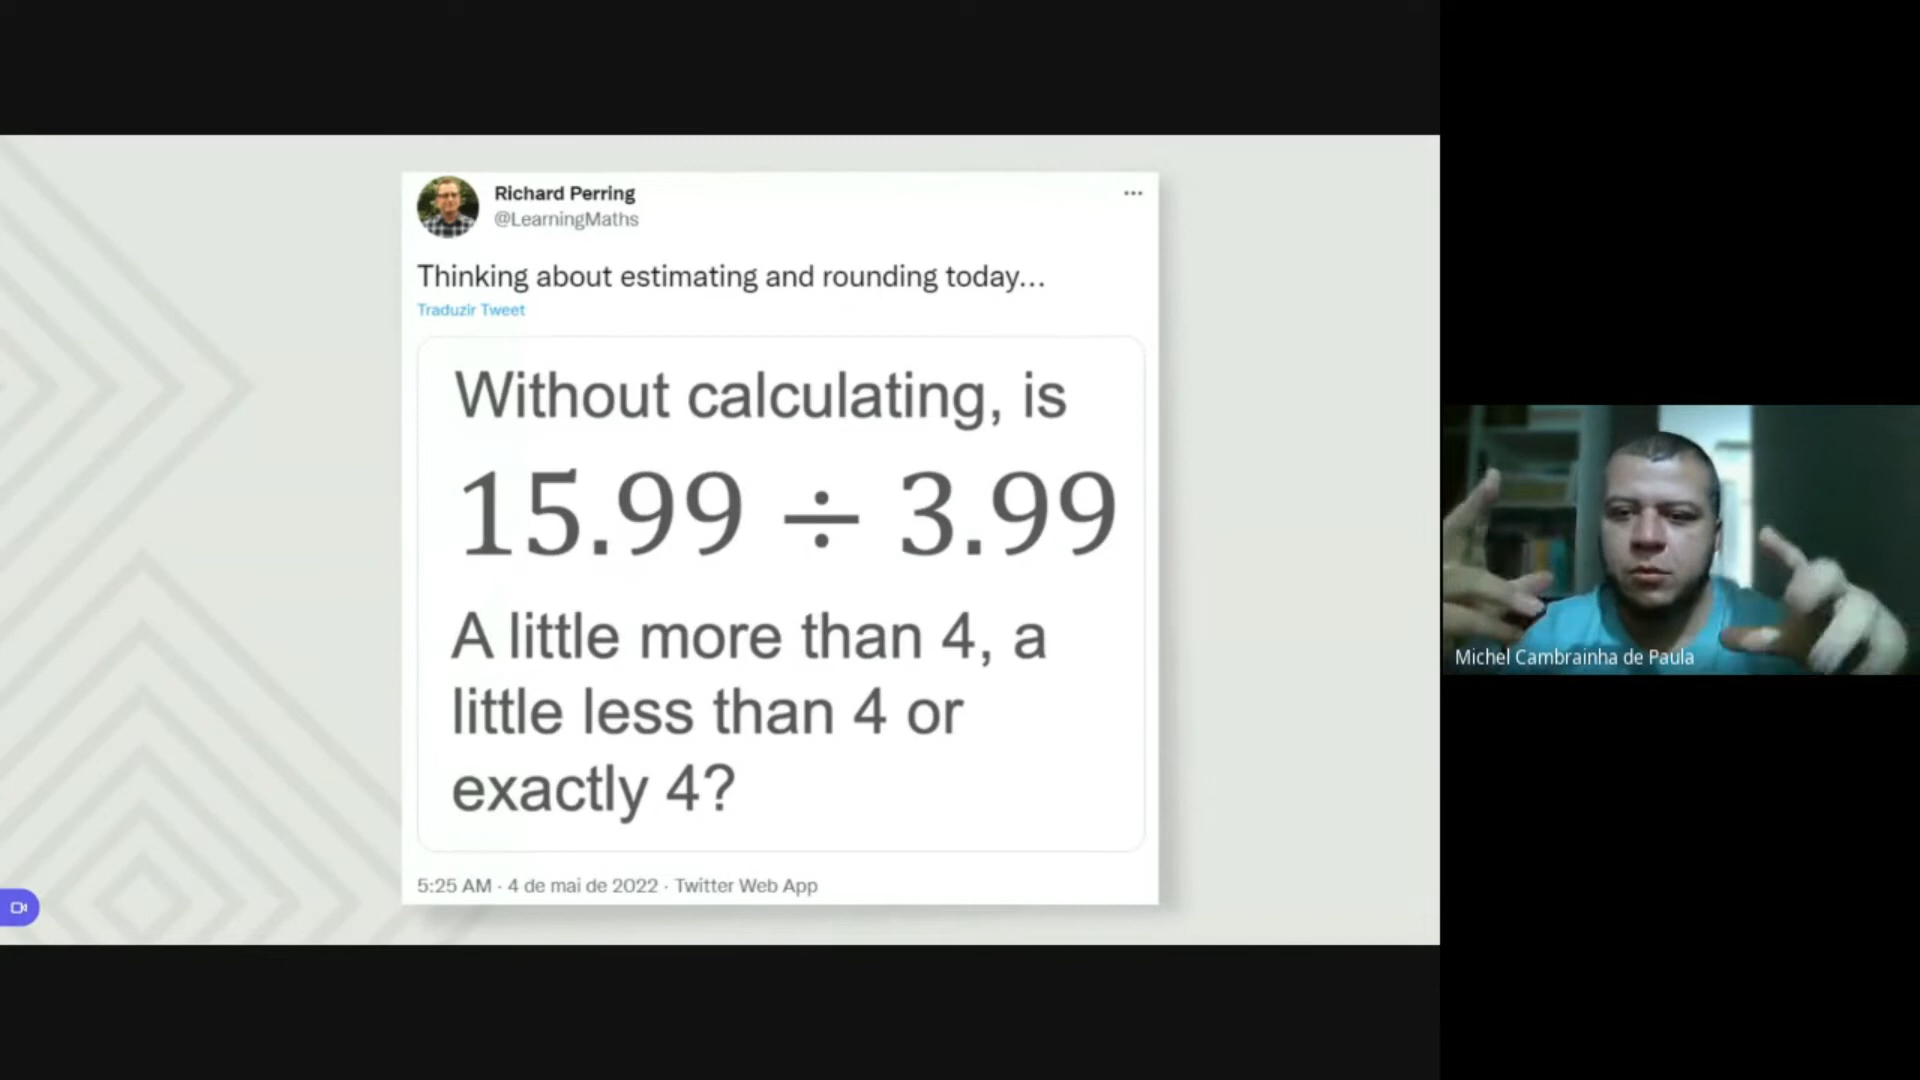 Richard Perring
@LearningMaths
Thinking about estimating and rounding today...
Traduzir Tweet
Without calculating, is
15.99 ÷ 3.99
A little more than 4, a
little less than 4 or
exactly 4?
5:25 AM · 4 de mai de 2022 · Twitter Web App
Michel Cambrainha de Paula